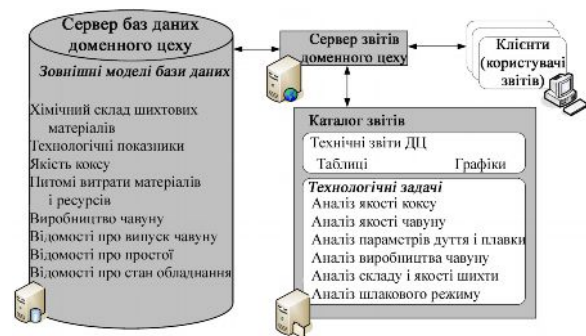 Сервер баз даних
доменного цеху
Зовнішні моделі бази даних
Хімічний склад шихтових
матеріалів
Технологічні показники
Якість коксу
Питомі витрати матеріалів
і ресурсів
Виробництво чавуну
Відомості про випуск чавуну
Відомості про простої
Відомості про стан обладнання
Сервер звітів
доменного цеху
Клієнти
(користувачі
звітів)
Каталог звітів
Технічні звіти ДЦ
Таблиці Графіки
Технологічні задачі
Аналіз якості коксу
Аналіз якості чавуну
Аналіз параметрів дуття і плавки
Аналіз виробництва чавуну
Аналіз складу і якості шихти
Аналіз шлакового режиму